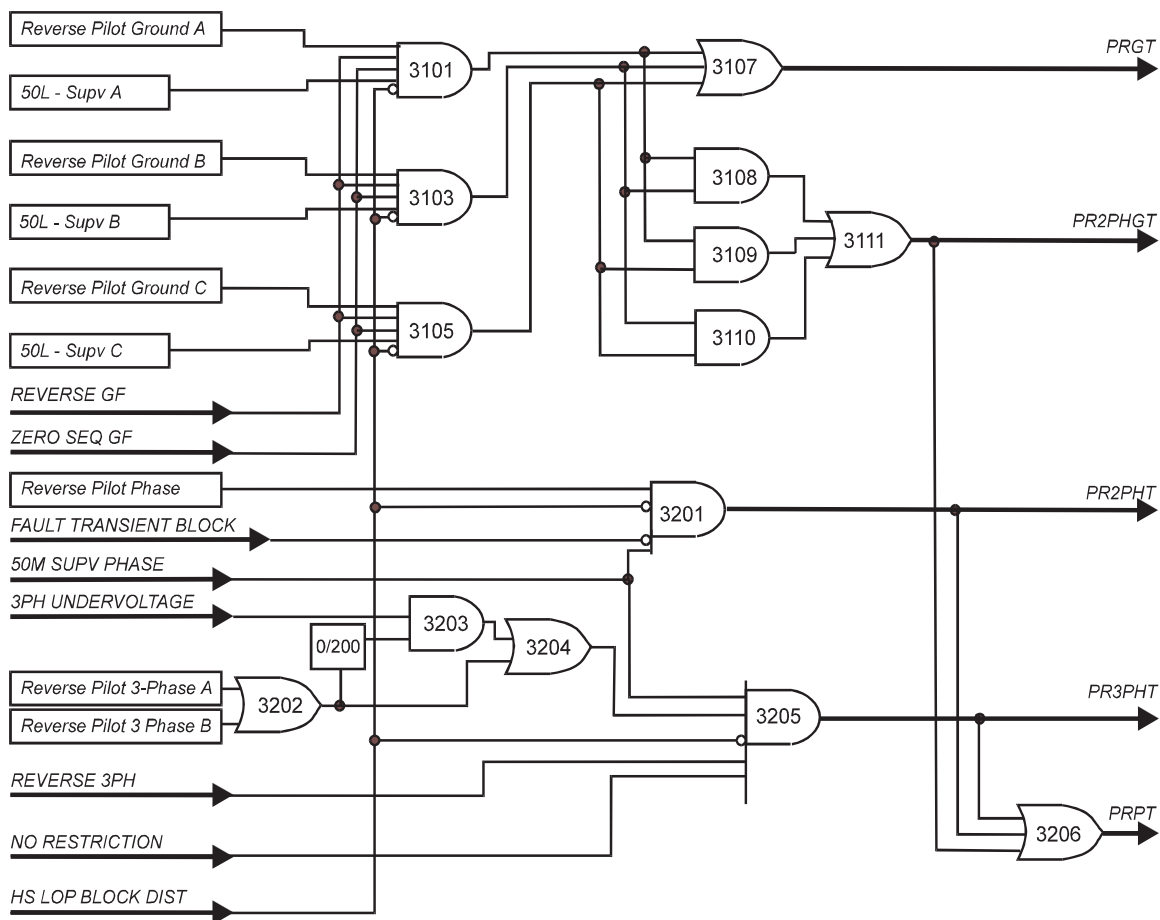 Reverse Pilot Ground A
50L - Supv A
3101
3107
PRGT
Reverse Pilot Ground B
50L - Supv B
3103
3108
PR2PHGT
3109
3111
Reverse Pilot Ground C
50L - Supv C
3105
3110
REVERSE GF
ZERO SEQ GF
Reverse Pilot Phase
3201
PR2PHT
FAULT TRANSIENT BLOCK
50M SUPV PHASE
3PH UNDERVOLTAGE
3203
0/200
3204
Reverse Pilot 3-Phase A
Reverse Pilot 3 Phase B
3202
3205
PR3PHT
REVERSE 3PH
NO RESTRICTION
3206
PRPT
HS LOP BLOCK DIST